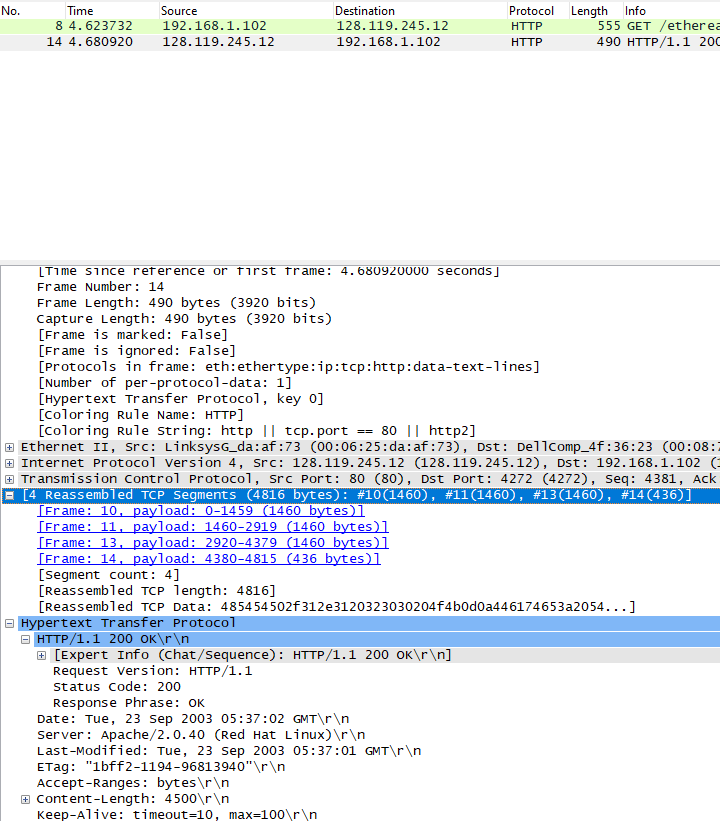 No. Time Source Destination Protocol Length Info
8 4.623732 192.168.1.102 128.119.245.12 HTTP 555 GET /etherea
14 4.680920 128.119.245.12 192.168.1.102 HTTP 490 HTTP/1.1 200
[Time since reference or first frame: 4.680920000 seconds]
Frame Number: 14
Frame Length: 490 bytes (3920 bits)
Capture Length: 490 bytes (3920 bits)
[Frame is marked: False]
[Frame is ignored: False]
[Protocols in frame: eth:ethertype:ip:tcp:http:data-text-lines]
[Number of per-protocol-data: 1]
[Hypertext Transfer Protocol, key 0]
[Coloring Rule Name: HTTP]
[Coloring Rule String: http || tcp.port == 80 || http2]
Ethernet II, Src: LinksysG_da:af:73 (00:06:25:da:af:73), Dst: DellComp_4f:36:23 (00:08:7
Internet Protocol Version 4, Src: 128.119.245.12 (128.119.245.12), Dst: 192.168.1.102 (1
Transmission Control Protocol, Src Port: 80 (80), Dst Port: 4272 (4272), Seq: 4381, Ack
[4 Reassembled TCP Segments (4816 bytes): #10(1460), #11(1460), #13(1460), #14(436)]
[Frame: 10, payload: 0-1459 (1460 bytes)]
[Frame: 11, payload: 1460-2919 (1460 bytes)]
[Frame: 13, payload: 2920-4379 (1460 bytes)]
[Frame: 14, payload: 4380-4815 (436 bytes)]
[Segment count: 4]
[Reassembled TCP length: 4816]
[Reassembled TCP Data: 485454502f312e3120323030204f4b0d0a446174653a2054...]
Hypertext Transfer Protocol
HTTP/1.1 200 OK\r\n
[Expert Info (Chat/Sequence): HTTP/1.1 200 OK\r\n]
Request Version: HTTP/1.1
Status Code: 200
Response Phrase: OK
Date: Tue, 23 Sep 2003 05:37:02 GMT\r\n
Server: Apache/2.0.40 (Red Hat Linux)\r\n
Last-Modified: Tue, 23 Sep 2003 05:37:01 GMT\r\n
ETag: "1bff2-1194-96813940"\r\n
Accept-Ranges: bytes\r\n
Content-Length: 4500\r\n
Keep-Alive: timeout=10, max=100\r\n